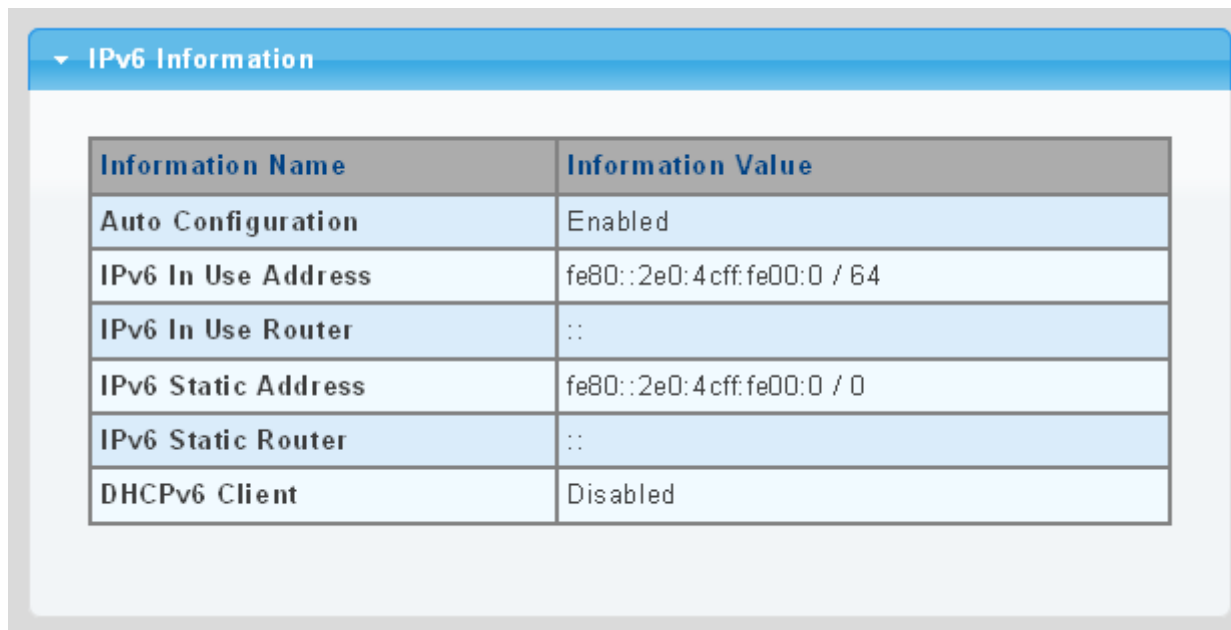 IPv6 Information
Information Name Information Value
Auto Configuration Enabled
IPv6 In Use Address fe80::2e0:4cff:fe00:0 / 64
IPv6 In Use Router ::
IPv6 Static Address fe80::2e0:4cff:fe00:0 / 0
IPv6 Static Router ::
DHCPv6 Client Disabled